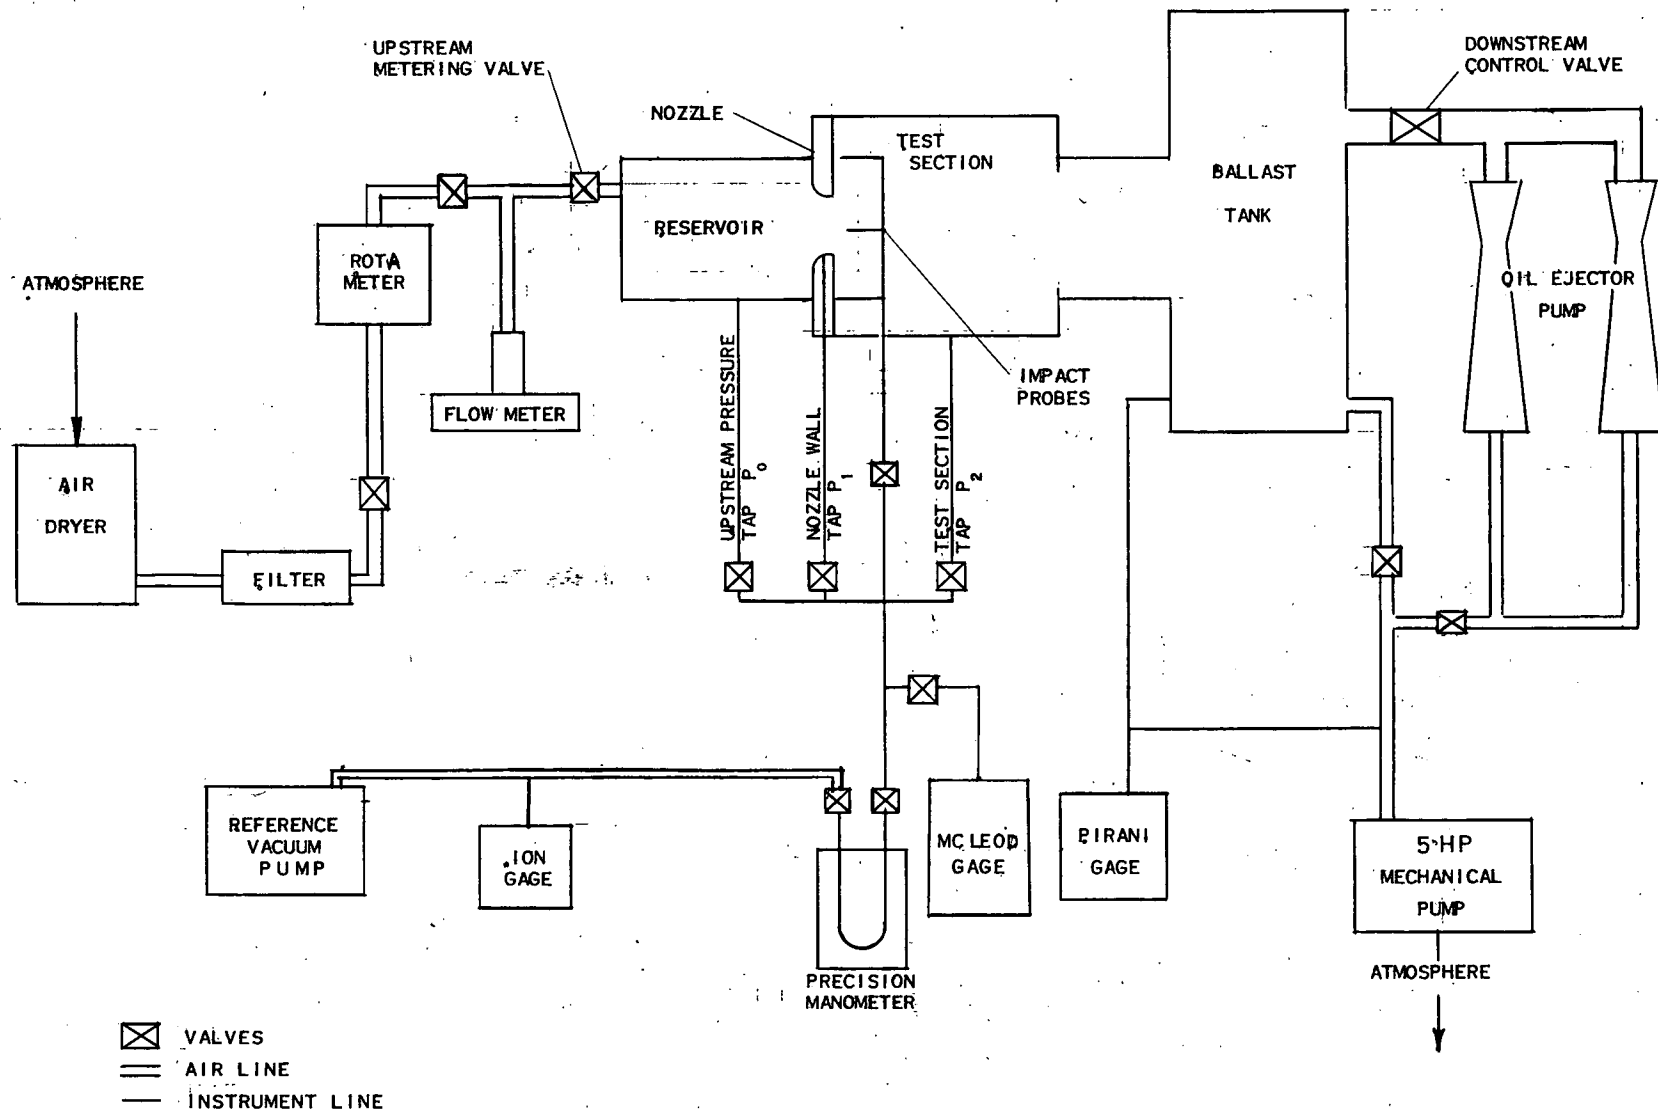 UPSTREAM
METERING VALVE
NOZZLE
TEST
SECTION
DOWNSTREAM
CONTROL VALVE
BALLAST
TANK
RESERVOIR
ROTA
METER
ATMOSPHERE
OIL EJECTOR
PUMP
FLOW METER
IMPACT
PROBES
UPSTREAM PRESSURE
TAP P₀
NOZZLE WALL
TAP P₁
TEST SECTION
TAP P₂
AIR
DRYER
FILTER
REFERENCE
VACUUM
PUMP
ION
GAGE
MC LEOD
GAGE
PIRANI
GAGE
5 HP
MECHANICAL
PUMP
PRECISION
MANOMETER
ATMOSPHERE
VALVES
AIR LINE
INSTRUMENT LINE